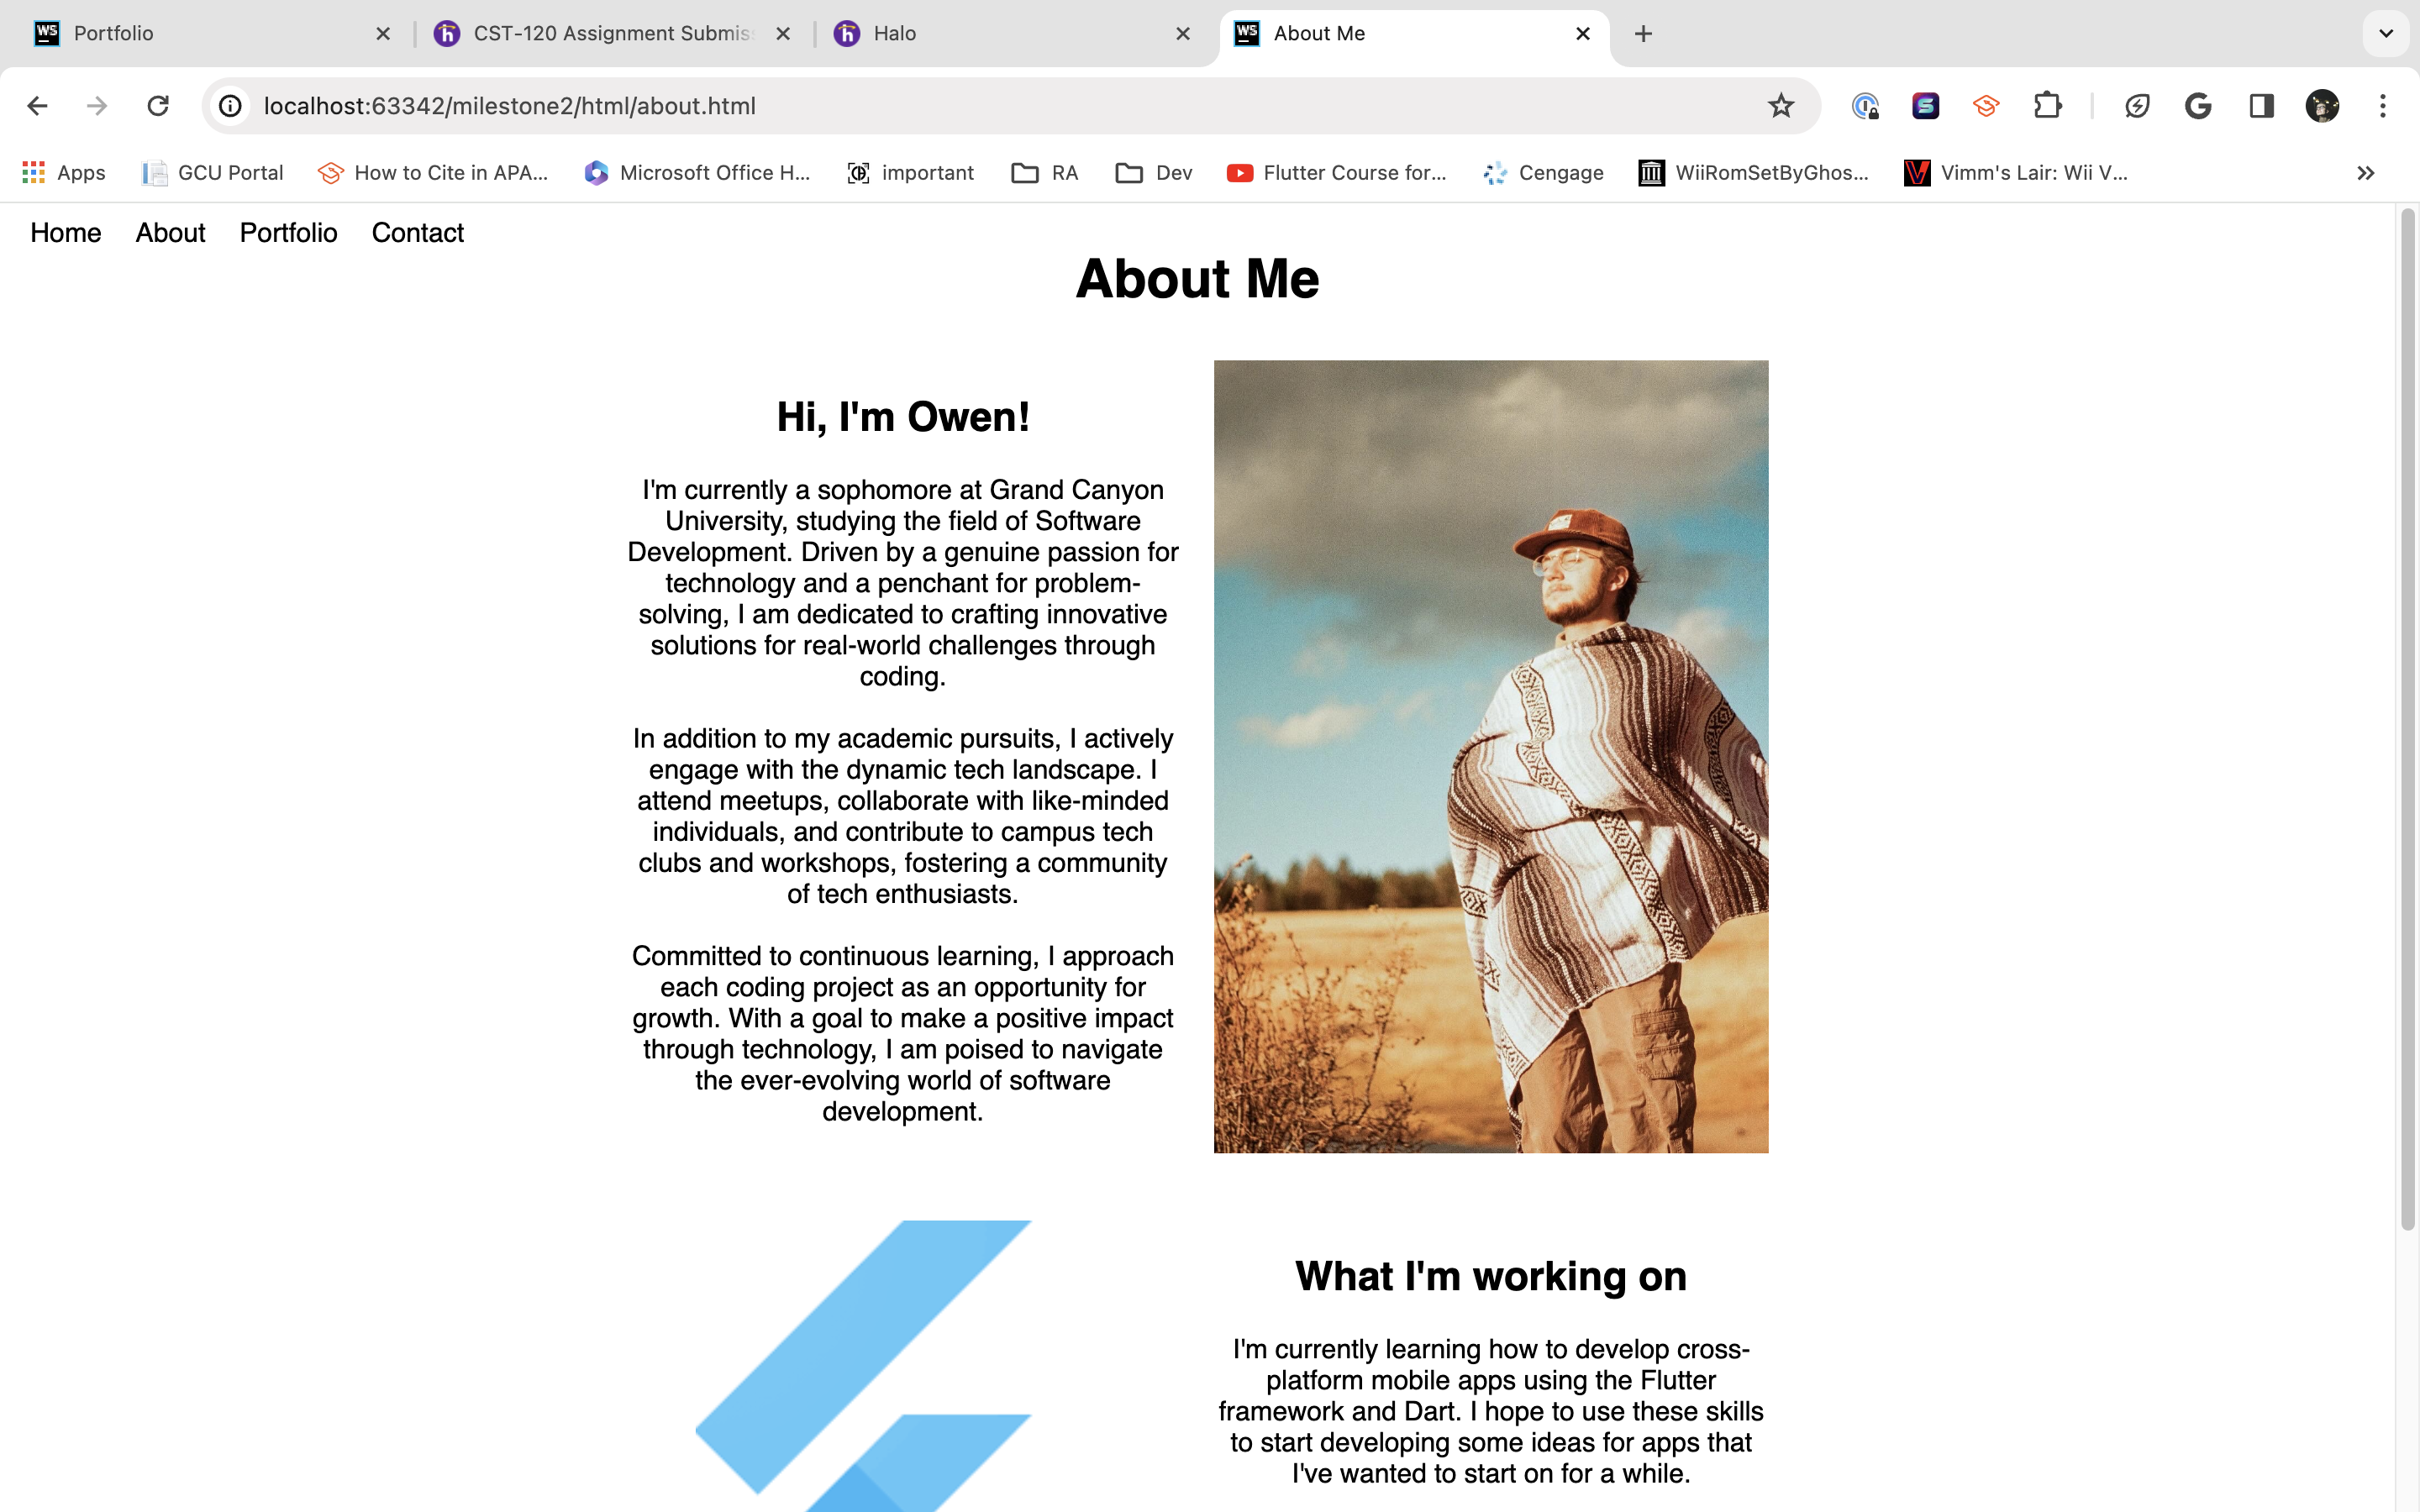 Portfolio
CST-120 Assignment Submis
Halo
About Me
localhost:63342/milestone2/html/about.html
Apps
GCU Portal
How to Cite in APA...
Microsoft Office H...
important
RA
Dev
Flutter Course for...
Cengage
WiiRomSetByGhos...
Vimm's Lair: Wii V...
Home About Portfolio Contact
About Me
Hi, I'm Owen!
I'm currently a sophomore at Grand Canyon
University, studying the field of Software
Development. Driven by a genuine passion for
technology and a penchant for problem-
solving, I am dedicated to crafting innovative
solutions for real-world challenges through
coding.
In addition to my academic pursuits, I actively
engage with the dynamic tech landscape. I
attend meetups, collaborate with like-minded
individuals, and contribute to campus tech
clubs and workshops, fostering a community
of tech enthusiasts.
Committed to continuous learning, I approach
each coding project as an opportunity for
growth. With a goal to make a positive impact
through technology, I am poised to navigate
the ever-evolving world of software
development.
What I'm working on
I'm currently learning how to develop cross-
platform mobile apps using the Flutter
framework and Dart. I hope to use these skills
to start developing some ideas for apps that
I've wanted to start on for a while.